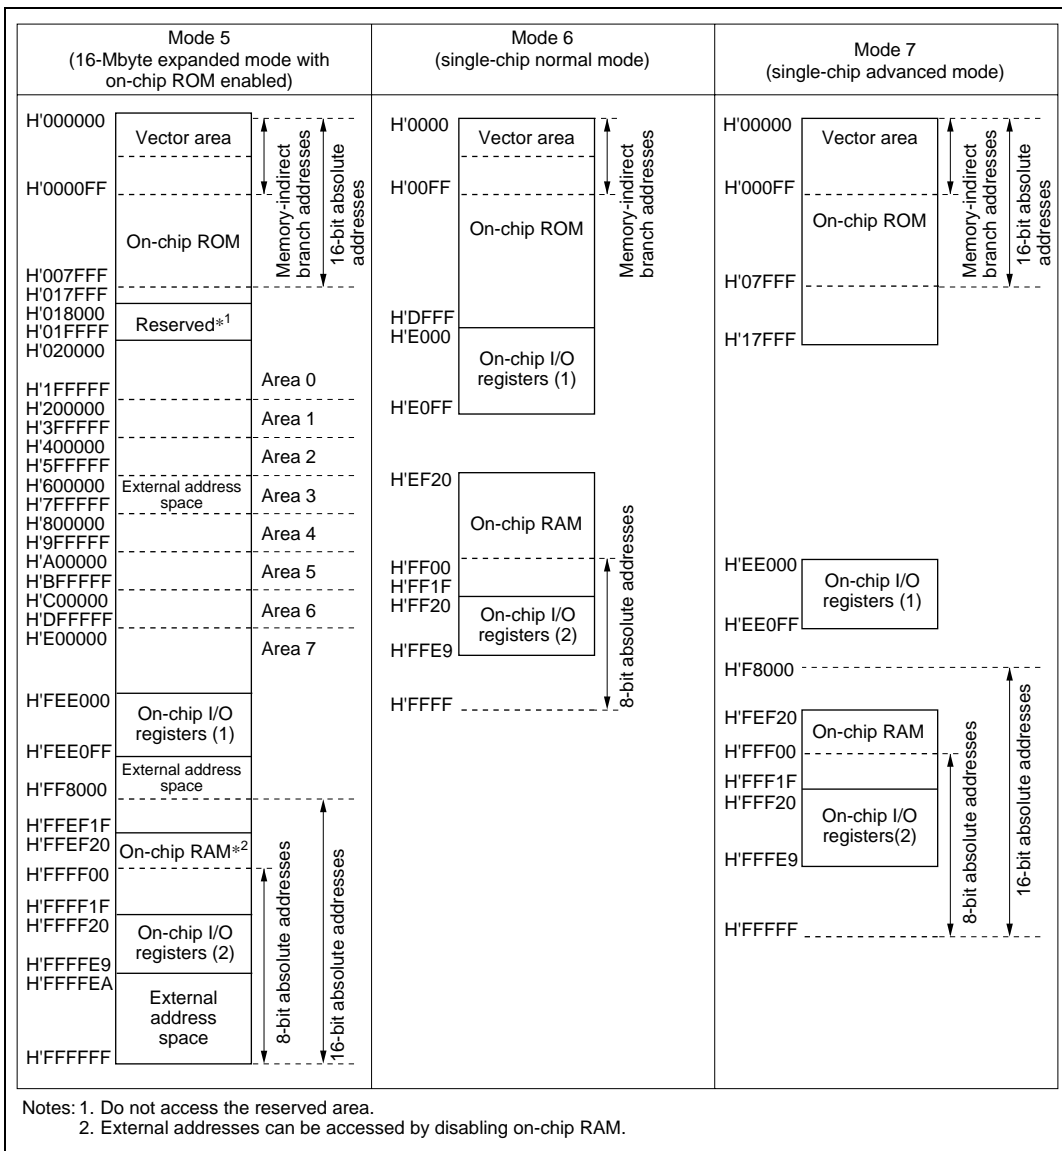 Mode 5
(16-Mbyte expanded mode with
on-chip ROM enabled)
H'000000
Vector area
H'0000FF
On-chip ROM
H'007FFF
H'017FFF
H'018000
Reserved*1
H'01FFFF
H'020000
Memory-indirect
branch addresses
16-bit absolute
addresses
Area 0
H'1FFFFF
H'200000
Area 1
H'3FFFFF
H'400000
Area 2
H'5FFFFF
H'600000
External address
space
Area 3
H'7FFFFF
H'800000
Area 4
H'9FFFFF
H'A00000
Area 5
H'BFFFFF
H'C00000
Area 6
H'DFFFFF
H'E00000
Area 7
H'FEE000
On-chip I/O
registers (1)
H'FEE0FF
External address
space
H'FF8000
H'FFEF1F
H'FFEF20
On-chip RAM*2
H'FFFF00
H'FFFF1F
H'FFFF20
On-chip I/O
registers (2)
H'FFFFE9
H'FFFFEA
External
address
space
H'FFFFFF
8-bit absolute addresses
16-bit absolute addresses
Mode 6
(single-chip normal mode)
H'0000
Vector area
H'00FF
On-chip ROM
Memory-indirect
branch addresses
H'DFFF
H'E000
On-chip I/O
registers (1)
H'E0FF
H'EF20
On-chip RAM
H'FF00
H'FF1F
H'FF20
On-chip I/O
registers (2)
H'FFE9
H'FFFF
8-bit absolute addresses
Mode 7
(single-chip advanced mode)
H'00000
Vector area
H'000FF
On-chip ROM
H'07FFF
H'17FFF
Memory-indirect
branch addresses
16-bit absolute
addresses
H'EE000
On-chip I/O
registers (1)
H'EE0FF
H'F8000
H'FEF20
On-chip RAM
H'FFF00
H'FFF1F
H'FFF20
On-chip I/O
registers(2)
H'FFFE9
H'FFFFF
8-bit absolute addresses
16-bit absolute addresses
Notes: 1. Do not access the reserved area.
2. External addresses can be accessed by disabling on-chip RAM.